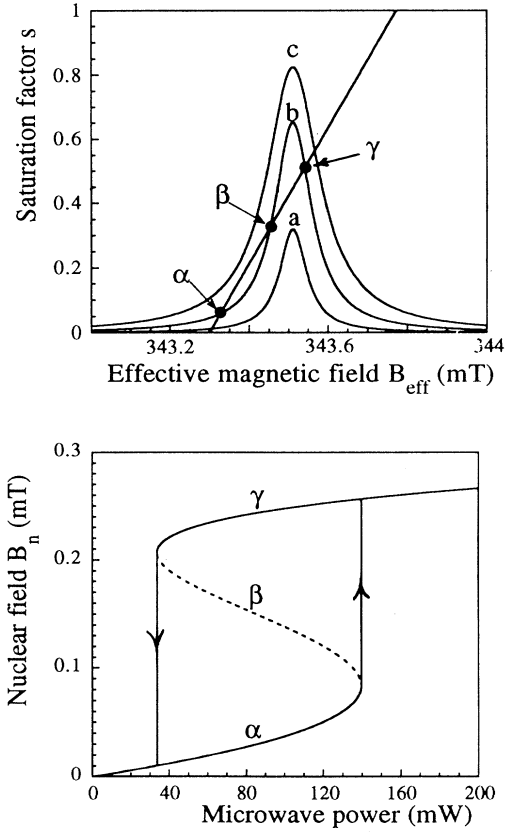 1
0.8
0.6
0.4
0.2
0
Saturation factor s
c
b
a
γ
β
α
343.2
343.6
344
Effective magnetic field B_eff (mT)
0.3
0.2
0.1
0
Nuclear field B_n (mT)
γ
β
α
0
40
80
120
160
200
Microwave power (mW)